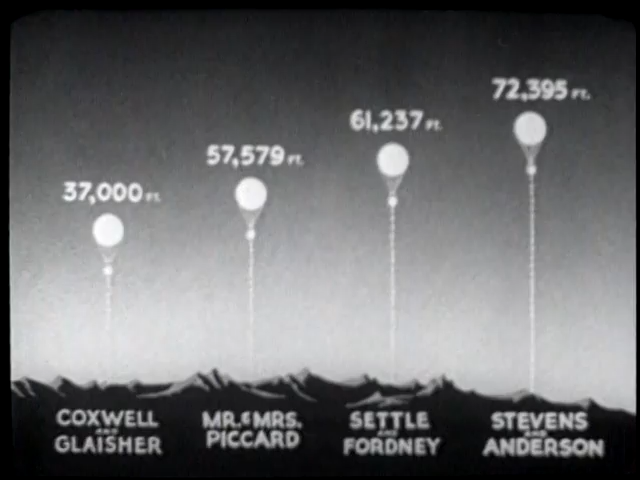 72,395 FT.
61,237 FT.
57,579 FT.
37,000 FT.
COXWELL
AND
GLAISHER
MR. & MRS.
PICCARD
SETTLE
AND
FORDNEY
STEVENS
AND
ANDERSON